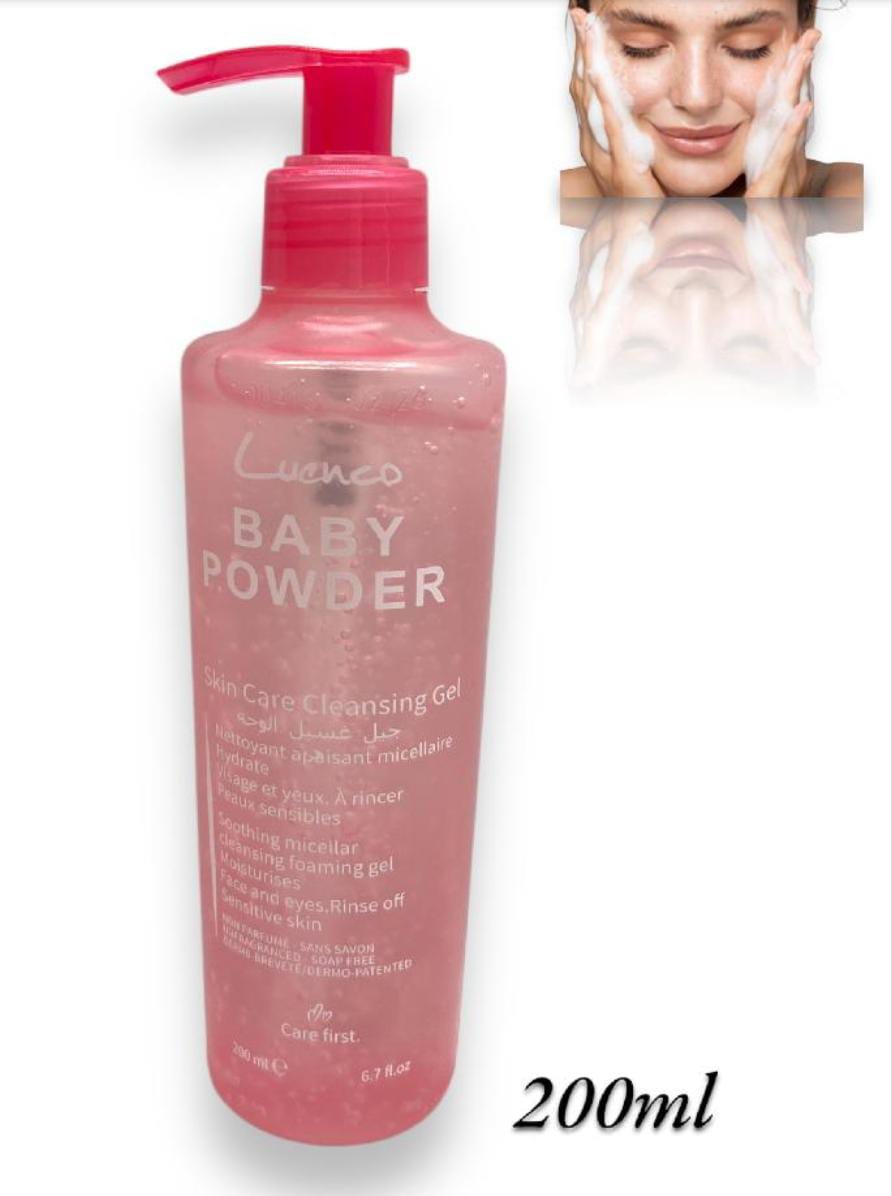 Lucnco
BABY
POWDER
Skin Care Cleansing Gel
جيل غسيل الوجه
Nettoyant apaisant micellaire
Hydrate
Visage et yeux. À rincer
Peaux sensibles
Soothing micellar
cleansing foaming gel
Moisturises
Face and eyes.Rinse off
Sensitive skin
NON PARFUMÉ - SANS SAVON
UNFRAGRANCED - SOAP FREE
DERMO-BREVETÉ/DERMO-PATENTED
Care first.
200 ml ℮
6.7 fl.oz
200ml